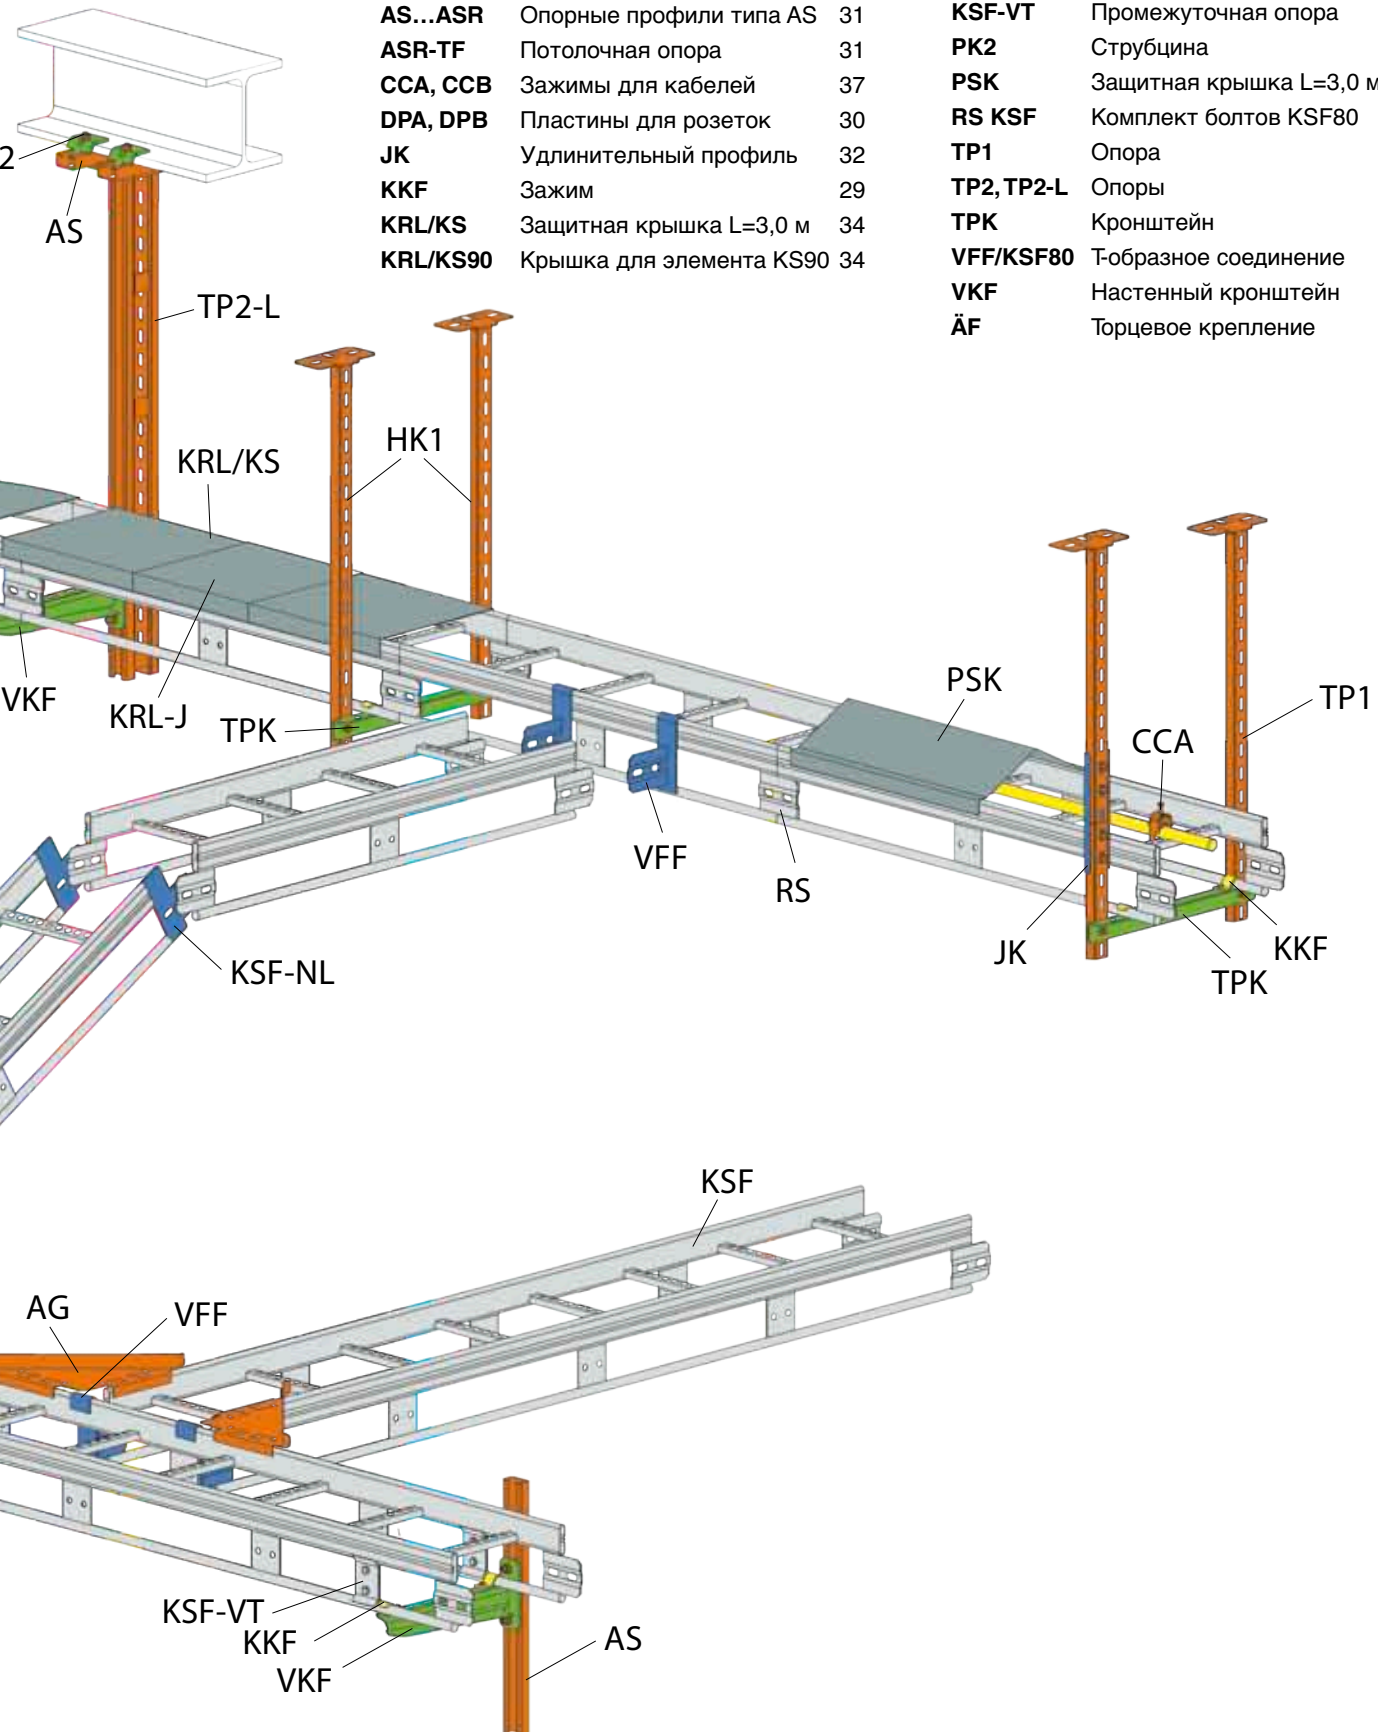 AS...ASR Опорные профили типа AS 31
ASR-TF Потолочная опора 31
CCA, CCB Зажимы для кабелей 37
DPA, DPB Пластины для розеток 30
JK Удлинительный профиль 32
KKF Зажим 29
KRL/KS Защитная крышка L=3,0 м 34
KRL/KS90 Крышка для элемента KS90 34
KSF-VT Промежуточная опора
PK2 Струбцина
PSK Защитная крышка L=3,0 м
RS KSF Комплект болтов KSF80
TP1 Опора
TP2, TP2-L Опоры
TPK Кронштейн
VFF/KSF80 Т-образное соединение
VKF Настенный кронштейн
ÄF Торцевое крепление
2
AS
TP2-L
HK1
KRL/KS
VKF
KRL-J
TPK
PSK
TP1
CCA
VFF
RS
JK
KKF
TPK
KSF-NL
KSF
AG
VFF
KSF-VT
KKF
VKF
AS